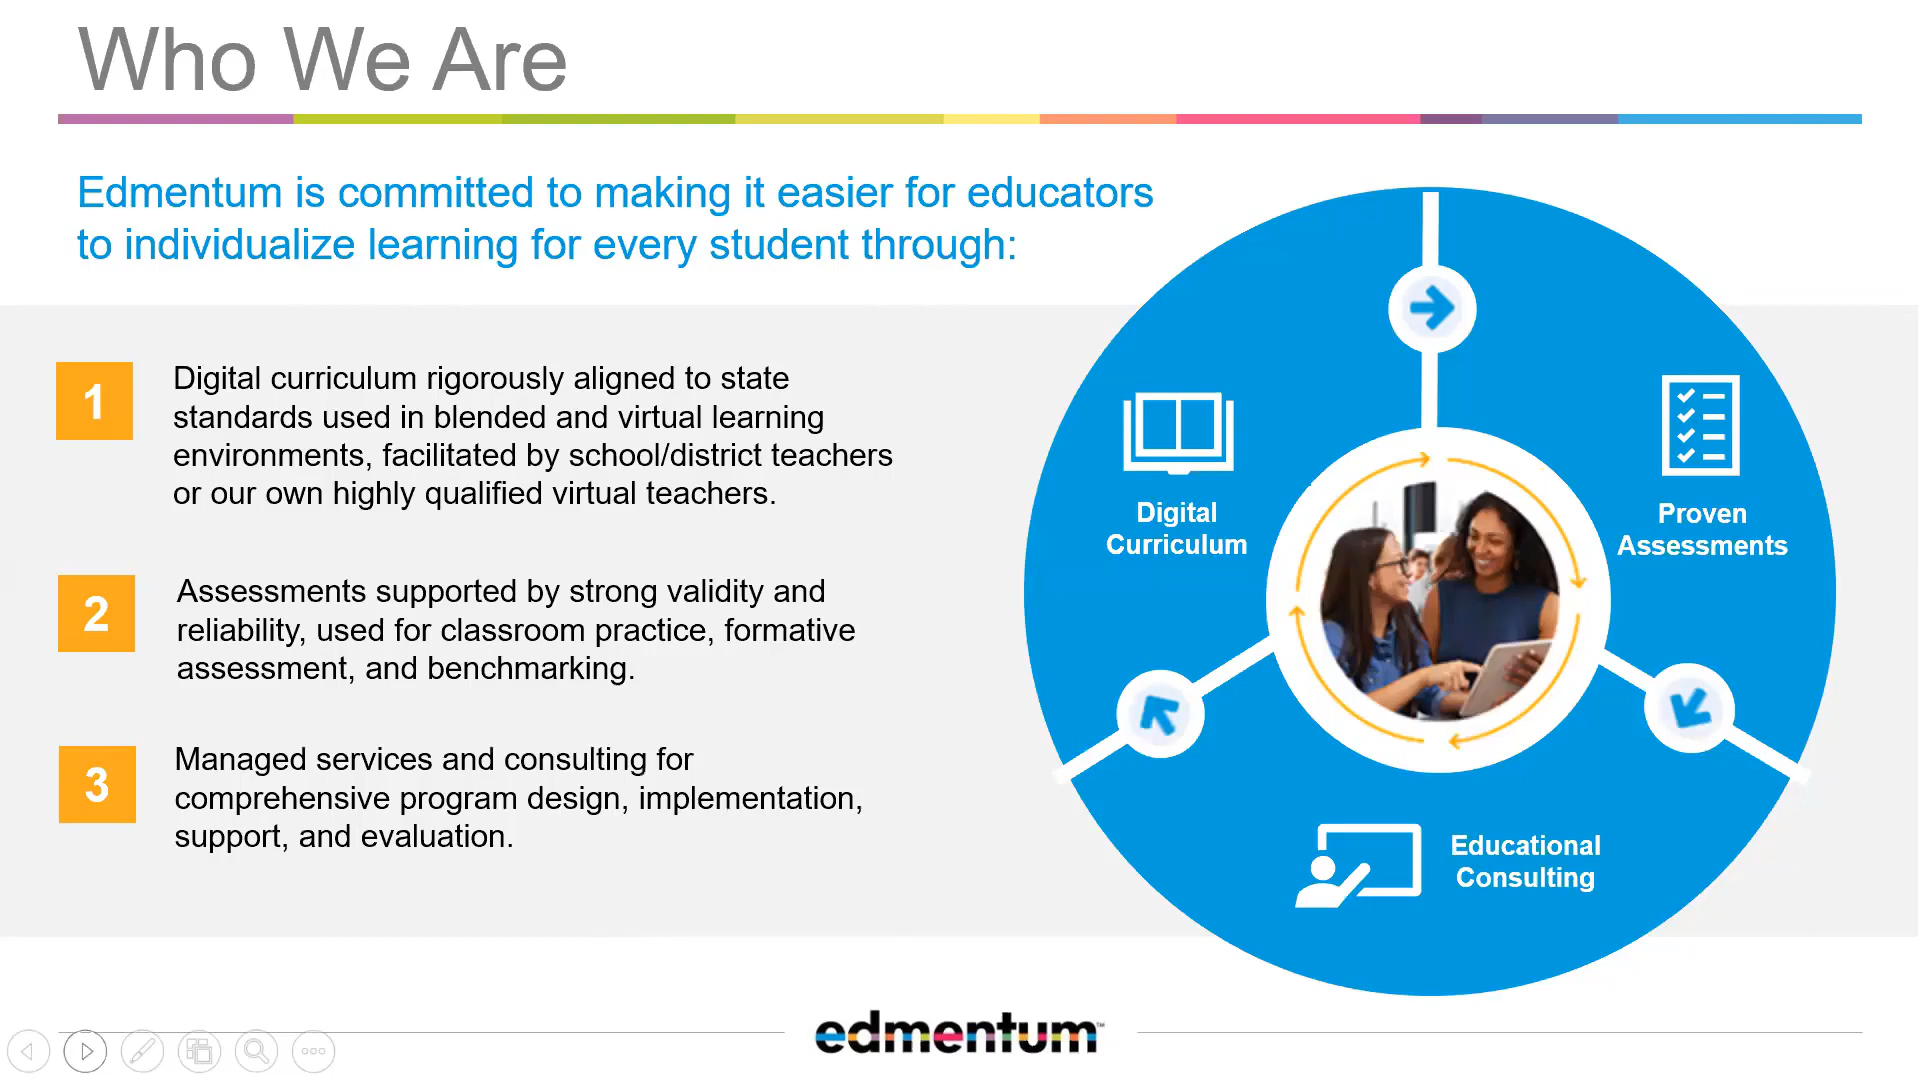 Who We Are
Edmentum is committed to making it easier for educators
to individualize learning for every student through:
1
Digital curriculum rigorously aligned to state
standards used in blended and virtual learning
environments, facilitated by school/district teachers
or our own highly qualified virtual teachers.
2
Assessments supported by strong validity and
reliability, used for classroom practice, formative
assessment, and benchmarking.
3
Managed services and consulting for
comprehensive program design, implementation,
support, and evaluation.
Digital
Curriculum
Proven
Assessments
Educational
Consulting
edmentum™